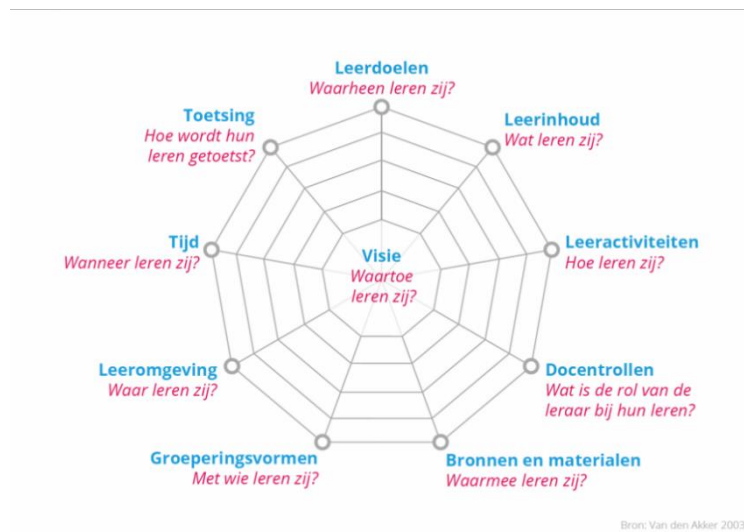 Leerdoelen
Waarheen leren zij?
Leerinhoud
Wat leren zij?
Leeractiviteiten
Hoe leren zij?
Docentrollen
Wat is de rol van de
leraar bij hun leren?
Bronnen en materialen
Waarmee leren zij?
Groeperingsvormen
Met wie leren zij?
Leeromgeving
Waar leren zij?
Tijd
Wanneer leren zij?
Toetsing
Hoe wordt hun
leren getoetst?
Visie
Waartoe
leren zij?
Bron: Van den Akker 2003